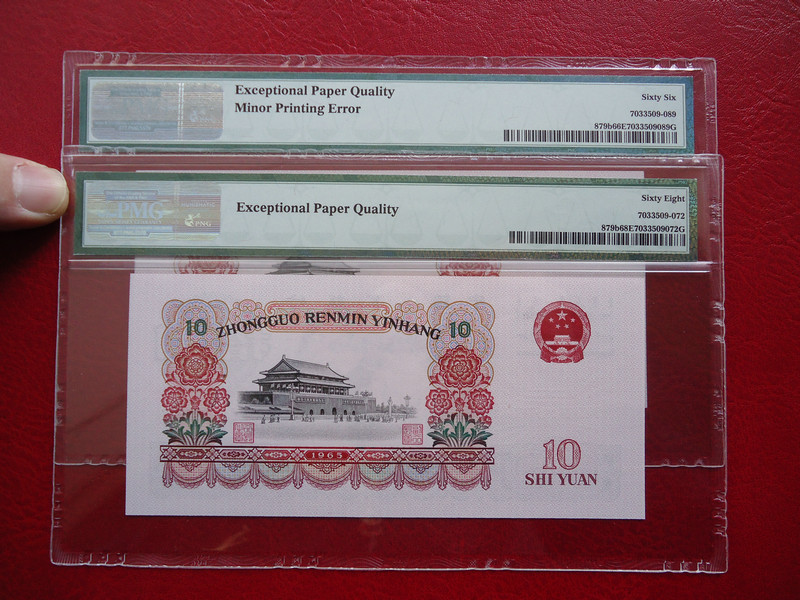 Exceptional Paper Quality
Minor Printing Error
Sixty Six
7033509-089
879b66E7033509089G
PMG
PNG
Exceptional Paper Quality
Sixty Eight
7033509-072
879b68E7033509072G
10 ZHONGGUO RENMIN YINHANG 10
1965
10
SHI YUAN